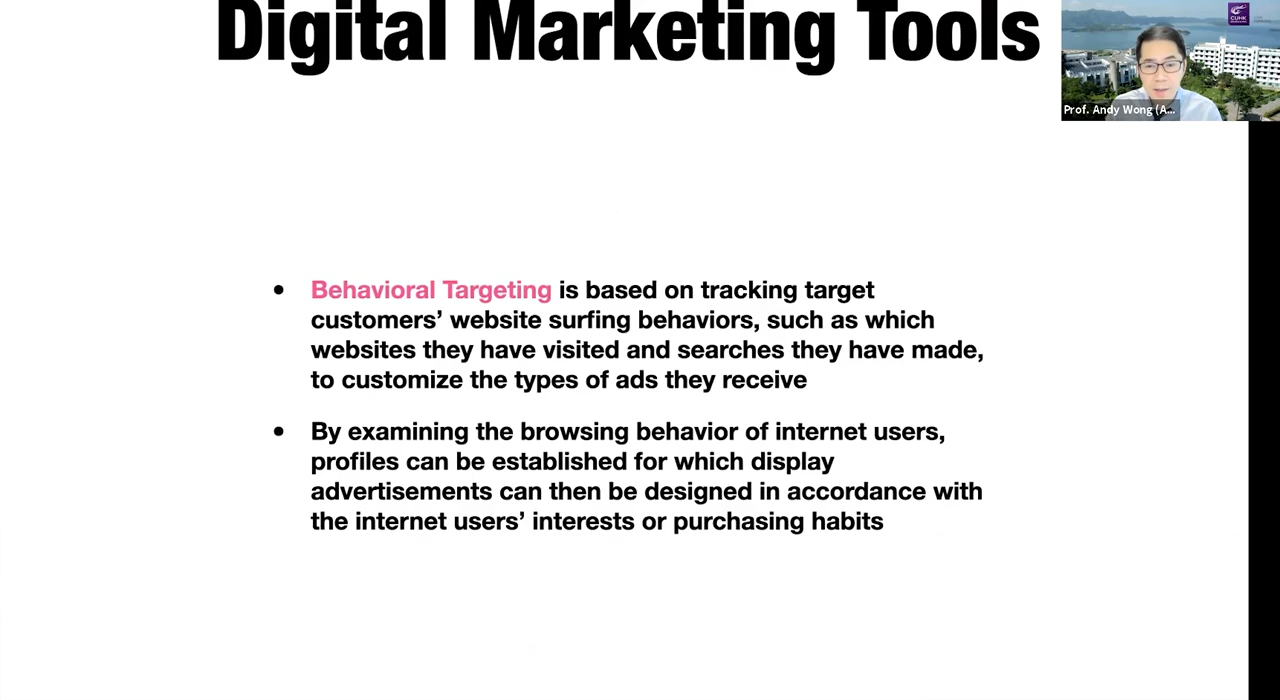 Digital Marketing Tools
CUHK
Prof. Andy Wong (A...
• Behavioral Targeting is based on tracking target
customers’ website surfing behaviors, such as which
websites they have visited and searches they have made,
to customize the types of ads they receive
• By examining the browsing behavior of internet users,
profiles can be established for which display
advertisements can then be designed in accordance with
the internet users’ interests or purchasing habits